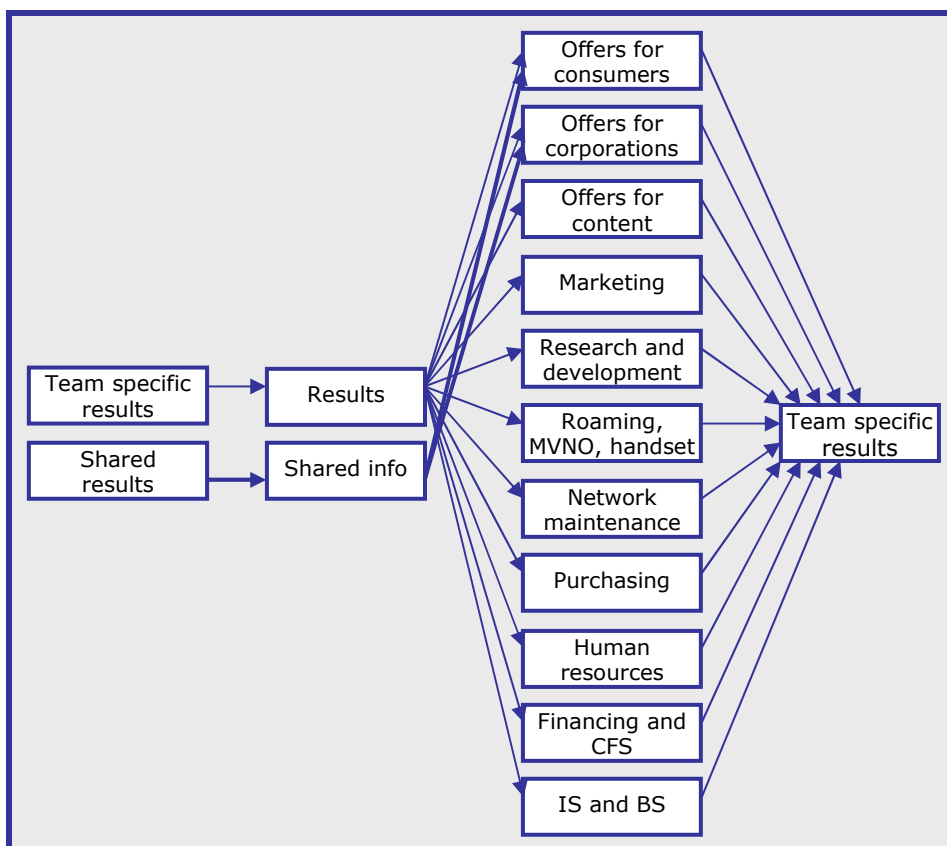 Offers for
consumers
Offers for
corporations
Offers for
content
Marketing
Research and
development
Team specific
results
Results
Roaming,
MVNO, handset
Team specific
results
Shared
results
Shared info
Network
maintenance
Purchasing
Human
resources
Financing and
CFS
IS and BS